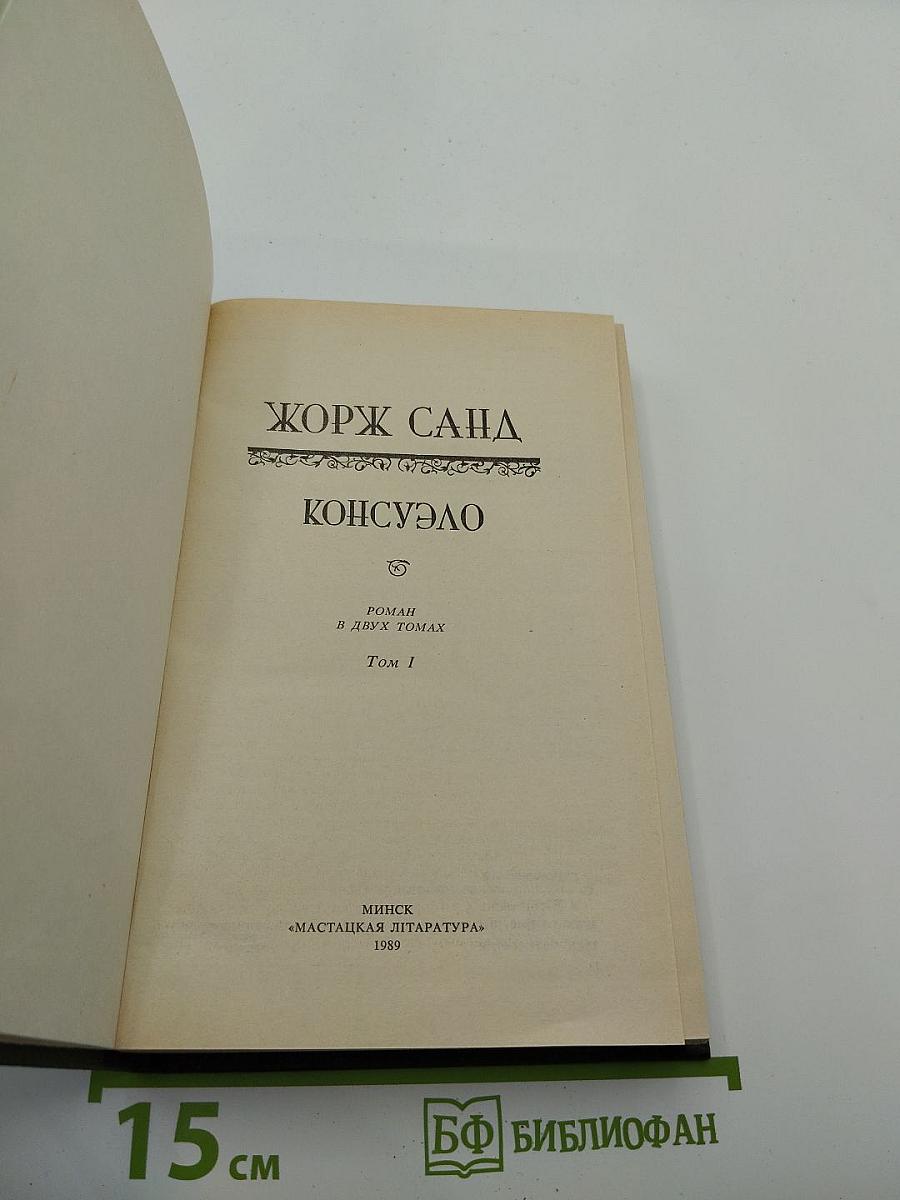 ЖОРЖ САНД
КОНСУЭЛО
РОМАН
В ДВУХ ТОМАХ
Том I
МИНСК
«МАСТАЦКАЯ ЛІТАРАТУРА»
1989
15 см
БФ БИБЛИОФАН